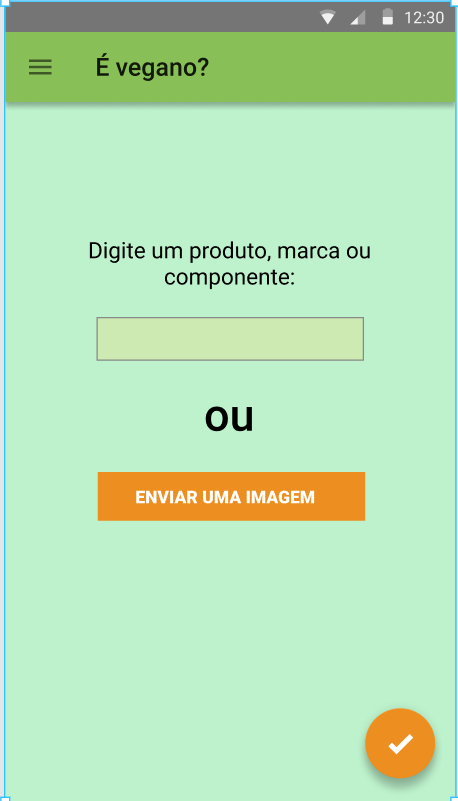 12:30
É vegano?
Digite um produto, marca ou
componente:
ou
ENVIAR UMA IMAGEM